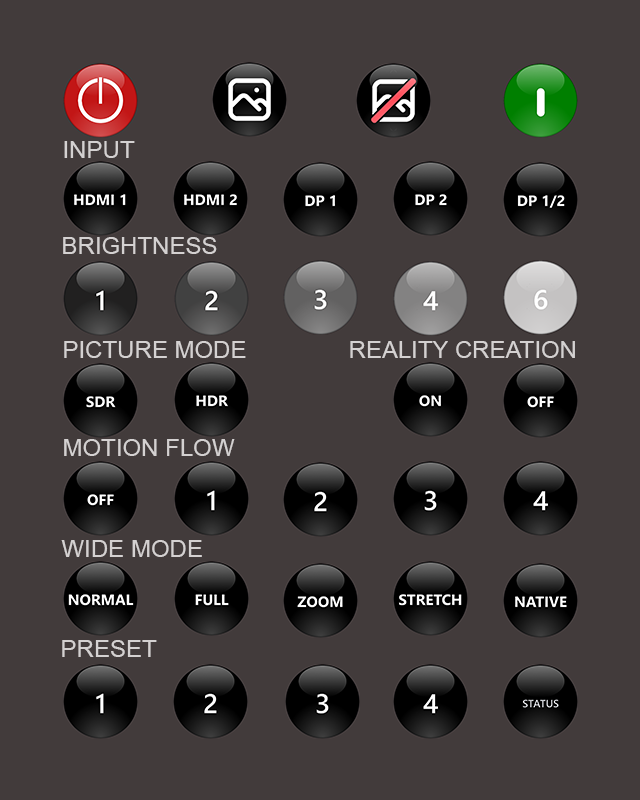 INPUT
HDMI 1 HDMI 2 DP 1 DP 2 DP 1/2
BRIGHTNESS
1 2 3 4 6
PICTURE MODE REALITY CREATION
SDR HDR ON OFF
MOTION FLOW
OFF 1 2 3 4
WIDE MODE
NORMAL FULL ZOOM STRETCH NATIVE
PRESET
1 2 3 4 STATUS